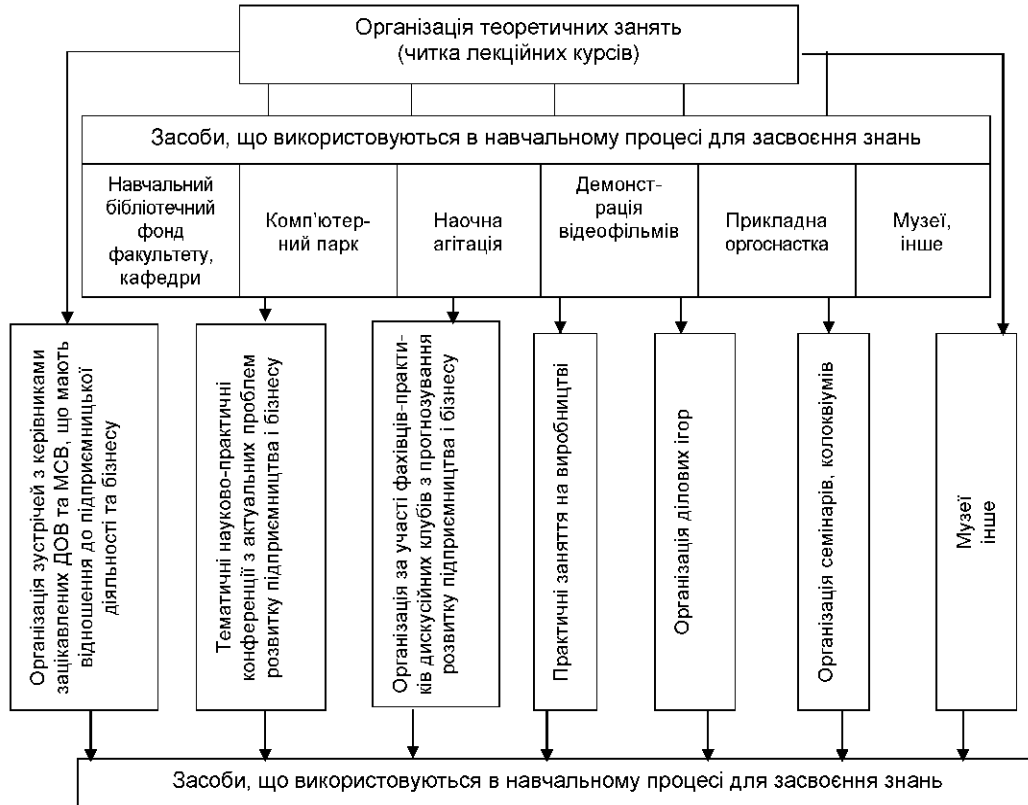 Організація теоретичних занять
(читка лекційних курсів)
Засоби, що використовуються в навчальному процесі для засвоєння знань
Навчальний
бібліотечний
фонд
факультету,
кафедри
Комп’ютер-
ний парк
Наочна
агітація
Демонст-
рація
відеофільмів
Прикладна
оргоснастка
Музеї,
інше
Організація зустрічей з керівниками
зацікавлених ДОВ та МСВ, що мають
відношення до підприємницької
діяльності та бізнесу
Тематичні науково-практичні
конференції з актуальних проблем
розвитку підприємництва і бізнесу
Організація за участі фахівців-практи-
ків дискусійних клубів з прогнозування
розвитку підприємництва і бізнесу
Практичні заняття на виробництві
Організація ділових ігор
Організація семінарів, колоквіумів
Музеї
інше
Засоби, що використовуються в навчальному процесі для засвоєння знань